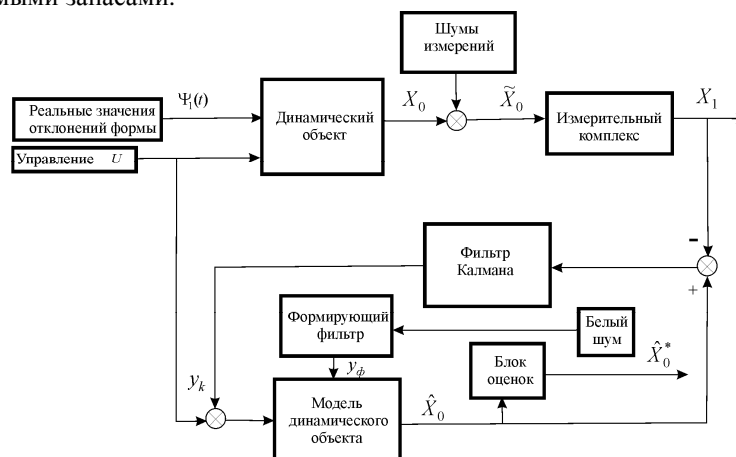 мыми запасами.
Шумы
измерений
Реальные значения
отклонений формы
Ψ₁(t)
Динамический
объект
X₀
X̃₀
Измерительный
комплекс
X₁
Управление U
Фильтр
Калмана
-
+
Формирующий
фильтр
Белый
шум
yф
Блок
оценок
X̂₀*
yk
Модель
динамического
объекта
X̂₀